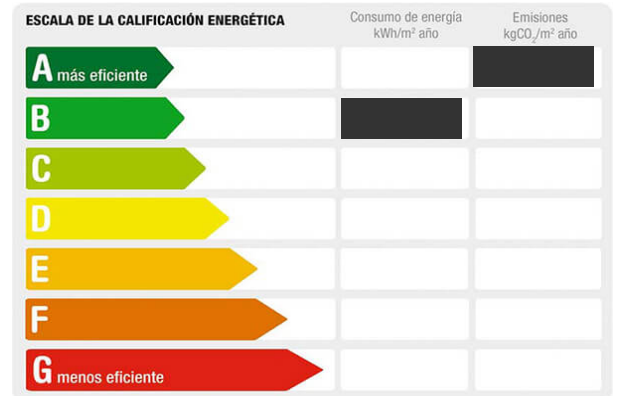 ESCALA DE LA CALIFICACIÓN ENERGÉTICA
Consumo de energía
kWh/m² año
Emisiones
kgCO₂/m² año
A más eficiente
B
C
D
E
F
G menos eficiente